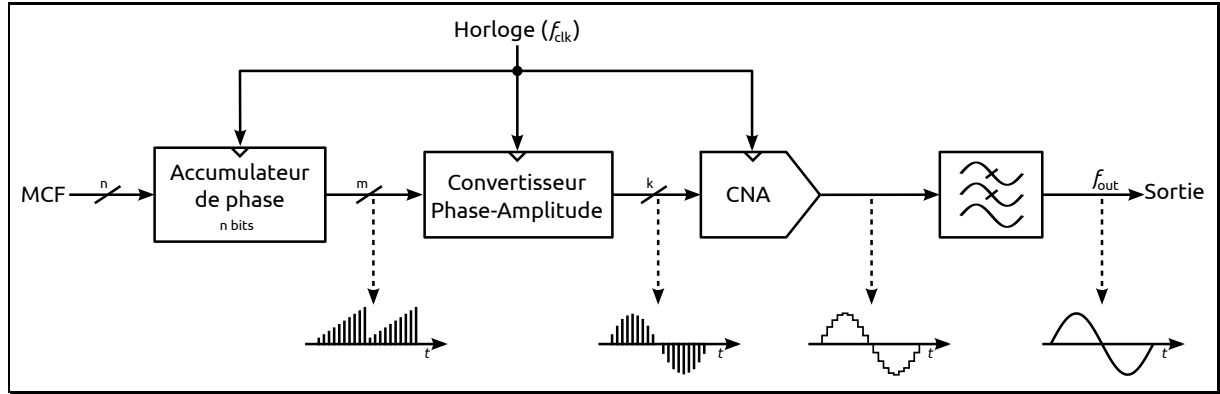 Horloge (fclk)
MCF
n
Accumulateur
de phase
n bits
m
Convertisseur
Phase-Amplitude
k
CNA
fout
Sortie
t
t
t
t